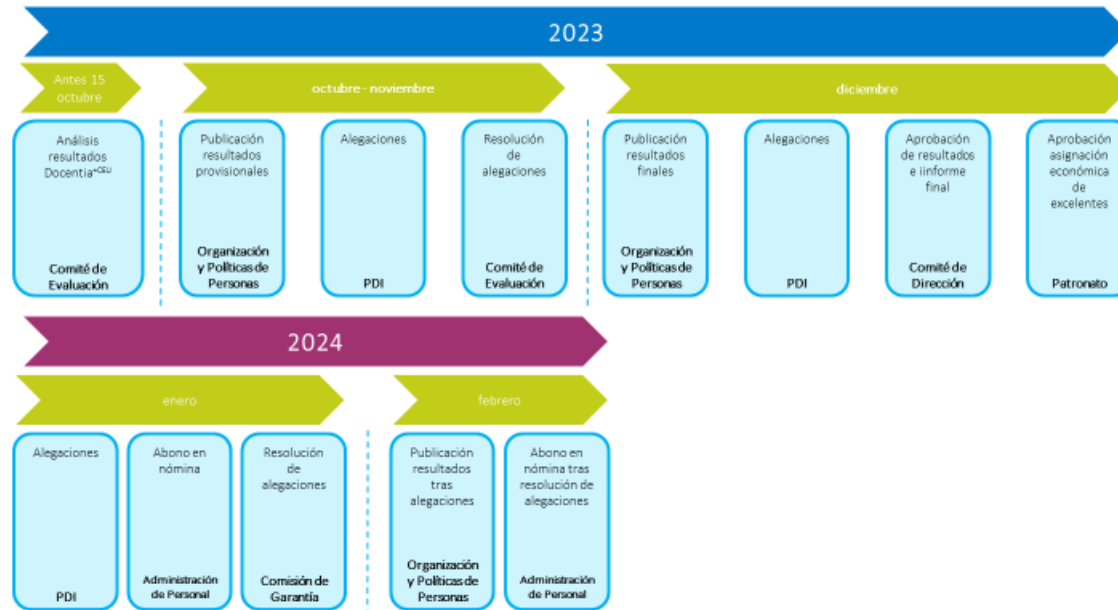 2023
Antes 15
octubre
octubre- noviembre
diciembre
Análisis
resultados
Docentia+CEU
Comité de
Evaluación
Publicación
resultados
provisionales
Organización
y Políticas de
Personas
Alegaciones
PDI
Resolución
de
alegaciones
Comité de
Evaluación
Publicación
resultados
finales
Organización
y Políticas de
Personas
Alegaciones
PDI
Aprobación
de resultados
e iinforme
final
Comité de
Dirección
Aprobación
asignación
económica
de
excelentes
Patronato
2024
enero
febrero
Alegaciones
PDI
Abono en
nómina
Administración
de Personal
Resolución
de
alegaciones
Comisión de
Garantía
Publicación
resultados
tras
alegaciones
Organización
y Políticas de
Personas
Abono en
nómina tras
resolución de
alegaciones
Administración
de Personal